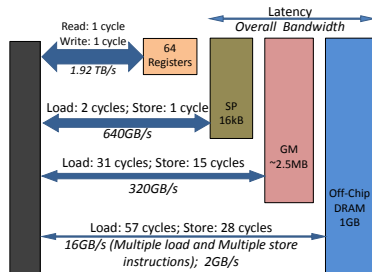 Latency
Overall Bandwidth
Read: 1 cycle
Write: 1 cycle
1.92 TB/s
64
Registers
Load: 2 cycles; Store: 1 cycle
640GB/s
SP
16kB
Load: 31 cycles; Store: 15 cycles
320GB/s
GM
~2.5MB
Off-Chip
DRAM
1GB
Load: 57 cycles; Store: 28 cycles
16GB/s (Multiple load and Multiple store
instructions); 2GB/s